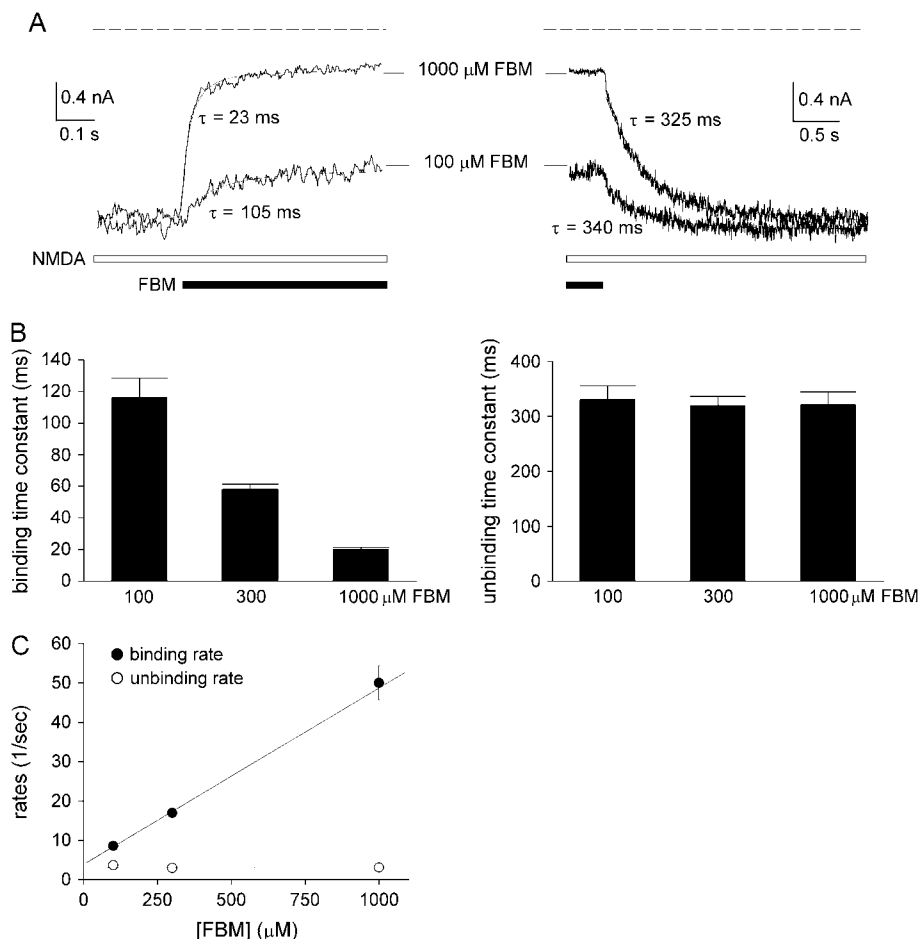 A
1000 μM FBM
0.4 nA
0.1 s
τ = 23 ms
τ = 325 ms
0.4 nA
0.5 s
100 μM FBM
τ = 105 ms
τ = 340 ms
NMDA
FBM
B
binding time constant (ms)
140
120
100
80
60
40
20
0
100 300 1000 μM FBM
unbinding time constant (ms)
400
300
200
100
0
100 300 1000 μM FBM
C
rates (1/sec)
60
50
40
30
20
10
0
binding rate
unbinding rate
0 250 500 750 1000
[FBM] (μM)